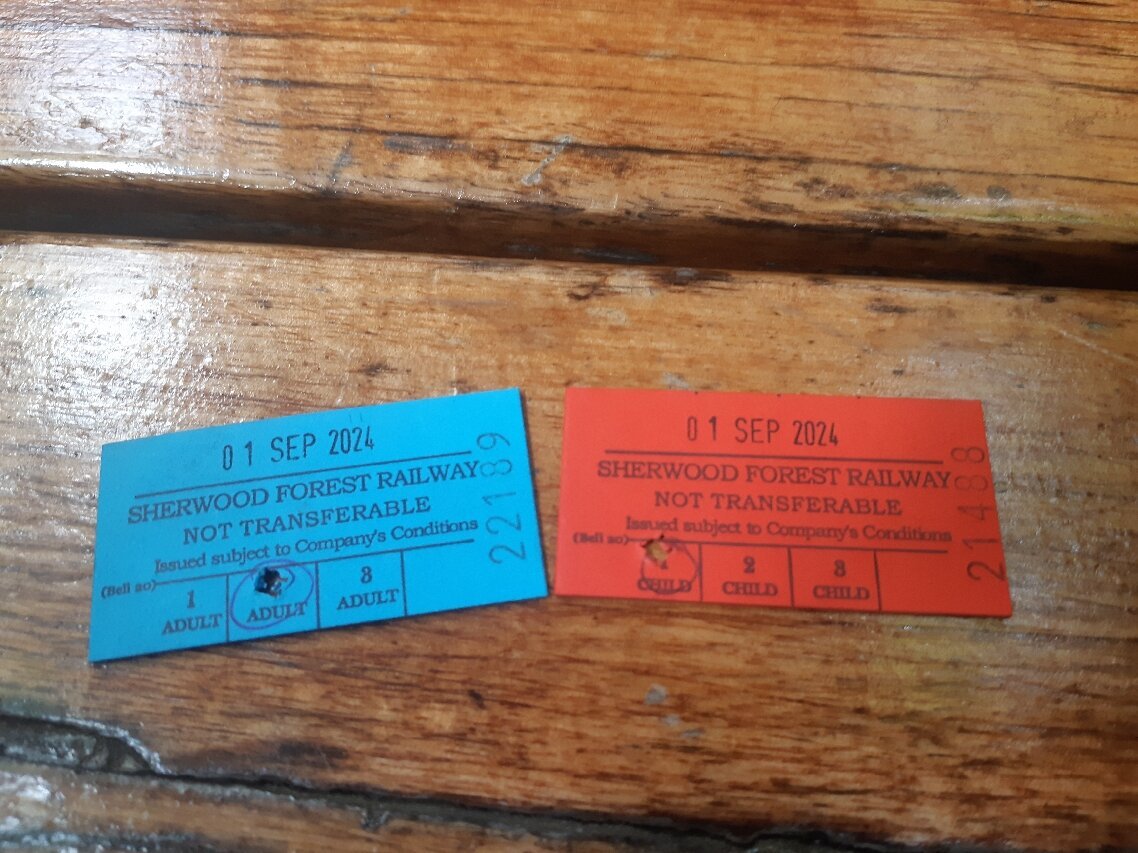 01 SEP 2024
SHERWOOD FOREST RAILWAY
NOT TRANSFERABLE
Issued subject to Company's Conditions
(Bell ao)
1 ADULT
ADULT
3 ADULT
22189
01 SEP 2024
SHERWOOD FOREST RAILWAY
NOT TRANSFERABLE
Issued subject to Company's Conditions
(Bell ao)
CHILD
2 CHILD
3 CHILD
21488